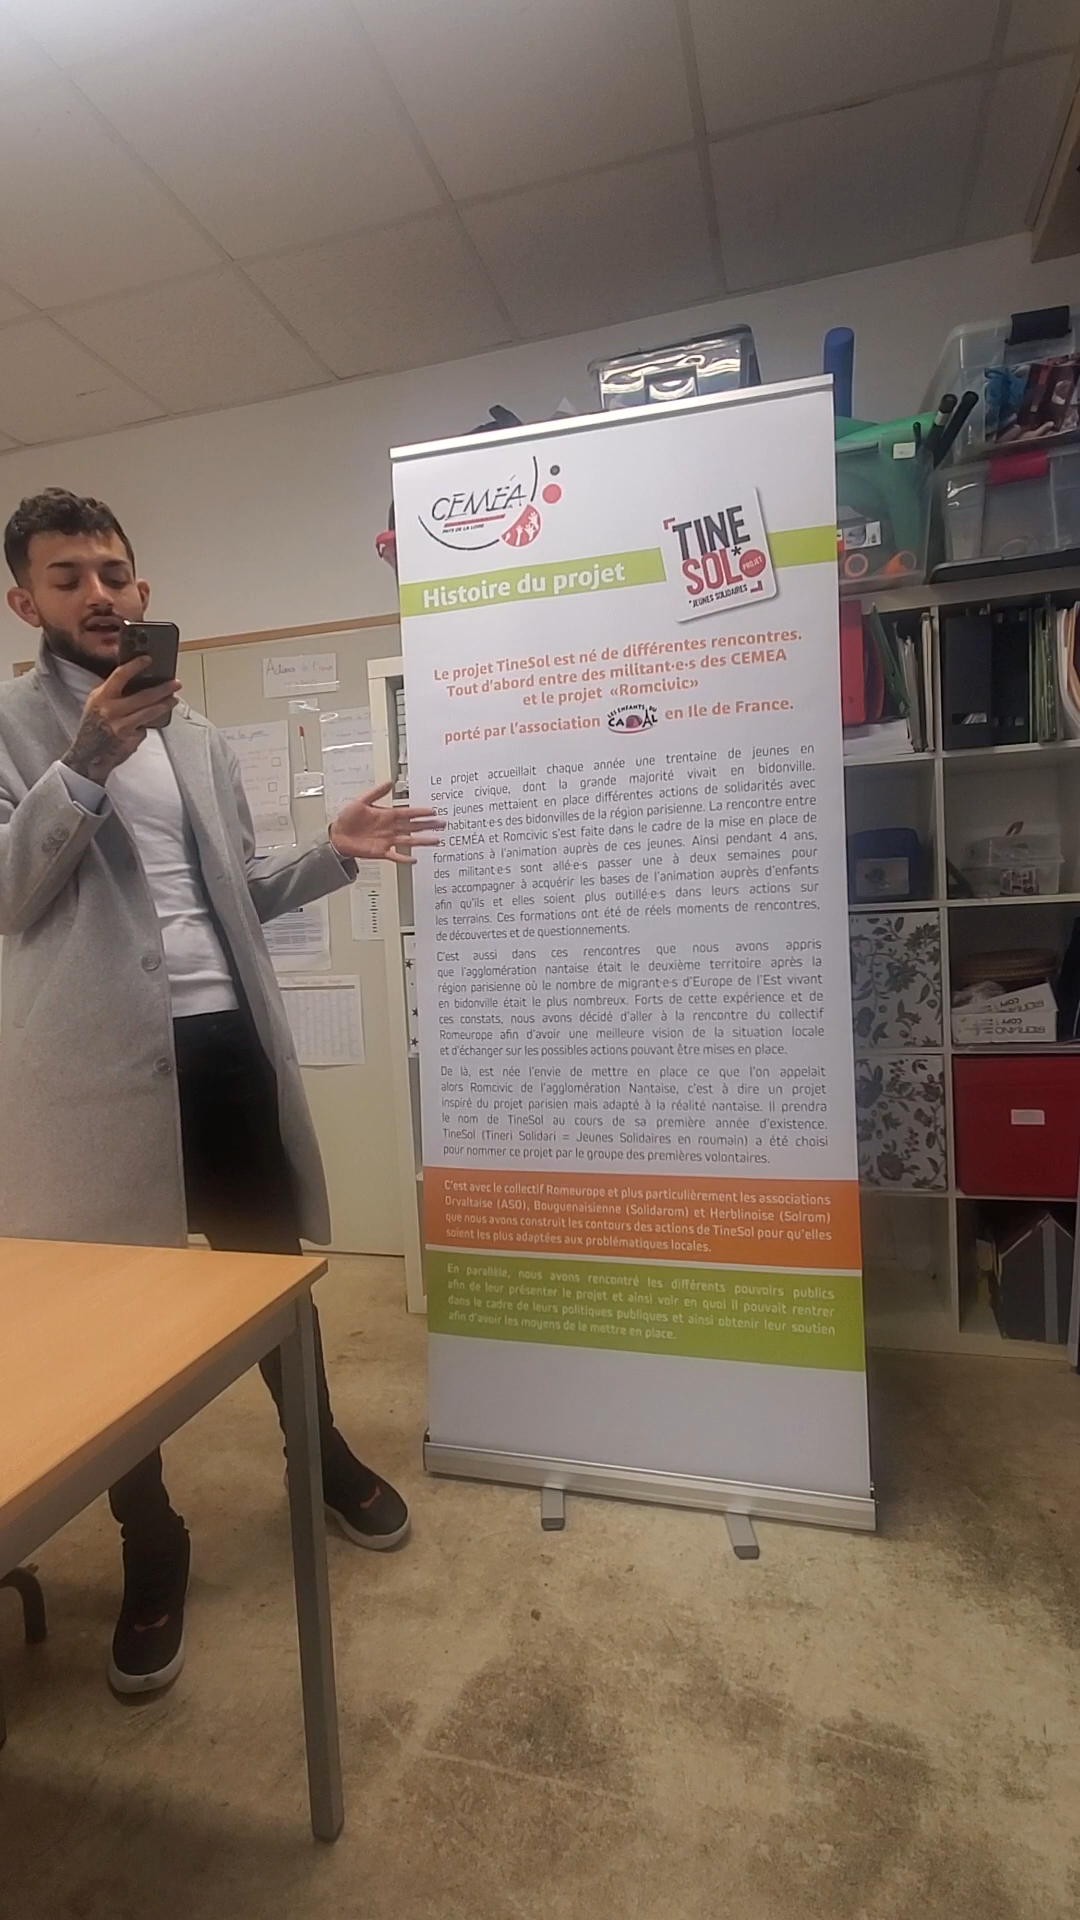 CEMÉA
PAYS DE LA LOIRE
TINE
SOL*
PROJET
*JEUNES SOLIDAIRES
Histoire du projet
Le projet TineSol est né de différentes rencontres.
Tout d'abord entre des militant·e·s des CEMEA
et le projet «Romcivic»
porté par l'association LES ENFANTS DU CANAL en Ile de France.
Le projet accueillait chaque année une trentaine de jeunes en
service civique, dont la grande majorité vivait en bidonville.
Ces jeunes mettaient en place différentes actions de solidarités avec
habitant·e·s des bidonvilles de la région parisienne. La rencontre entre
CEMÉA et Romcivic s'est faite dans le cadre de la mise en place de
formations à l'animation auprès de ces jeunes. Ainsi pendant 4 ans,
des militant·e·s sont allé·e·s passer une à deux semaines pour
les accompagner à acquérir les bases de l'animation auprès d'enfants
afin qu'ils et elles soient plus outillé·e·s dans leurs actions sur
les terrains. Ces formations ont été de réels moments de rencontres,
de découvertes et de questionnements.
C'est aussi dans ces rencontres que nous avons appris
que l'agglomération nantaise était le deuxième territoire après la
région parisienne où le nombre de migrant·e·s d'Europe de l'Est vivant
en bidonville était le plus nombreux. Forts de cette expérience et de
ces constats, nous avons décidé d'aller à la rencontre du collectif
Romeurope afin d'avoir une meilleure vision de la situation locale
et d'échanger sur les possibles actions pouvant être mises en place.
De là, est née l'envie de mettre en place ce que l'on appelait
alors Romcivic de l'agglomération Nantaise, c'est à dire un projet
inspiré du projet parisien mais adapté à la réalité nantaise. Il prendra
le nom de TineSol au cours de sa première année d'existence.
TineSol (Tineri Solidari = Jeunes Solidaires en roumain) a été choisi
pour nommer ce projet par le groupe des premières volontaires.
C'est avec le collectif Romeurope et plus particulièrement les associations
Orvaltaise (ASO), Bouguenaisienne (Solidarom) et Herblinoise (Solrom)
que nous avons construit les contours des actions de TineSol pour qu'elles
soient les plus adaptées aux problématiques locales.
En parallèle, nous avons rencontré les différents pouvoirs publics
afin de leur présenter le projet et ainsi voir en quoi il pouvait rentrer
dans le cadre de leurs politiques publiques et ainsi obtenir leur soutien
afin d'avoir les moyens de le mettre en place.